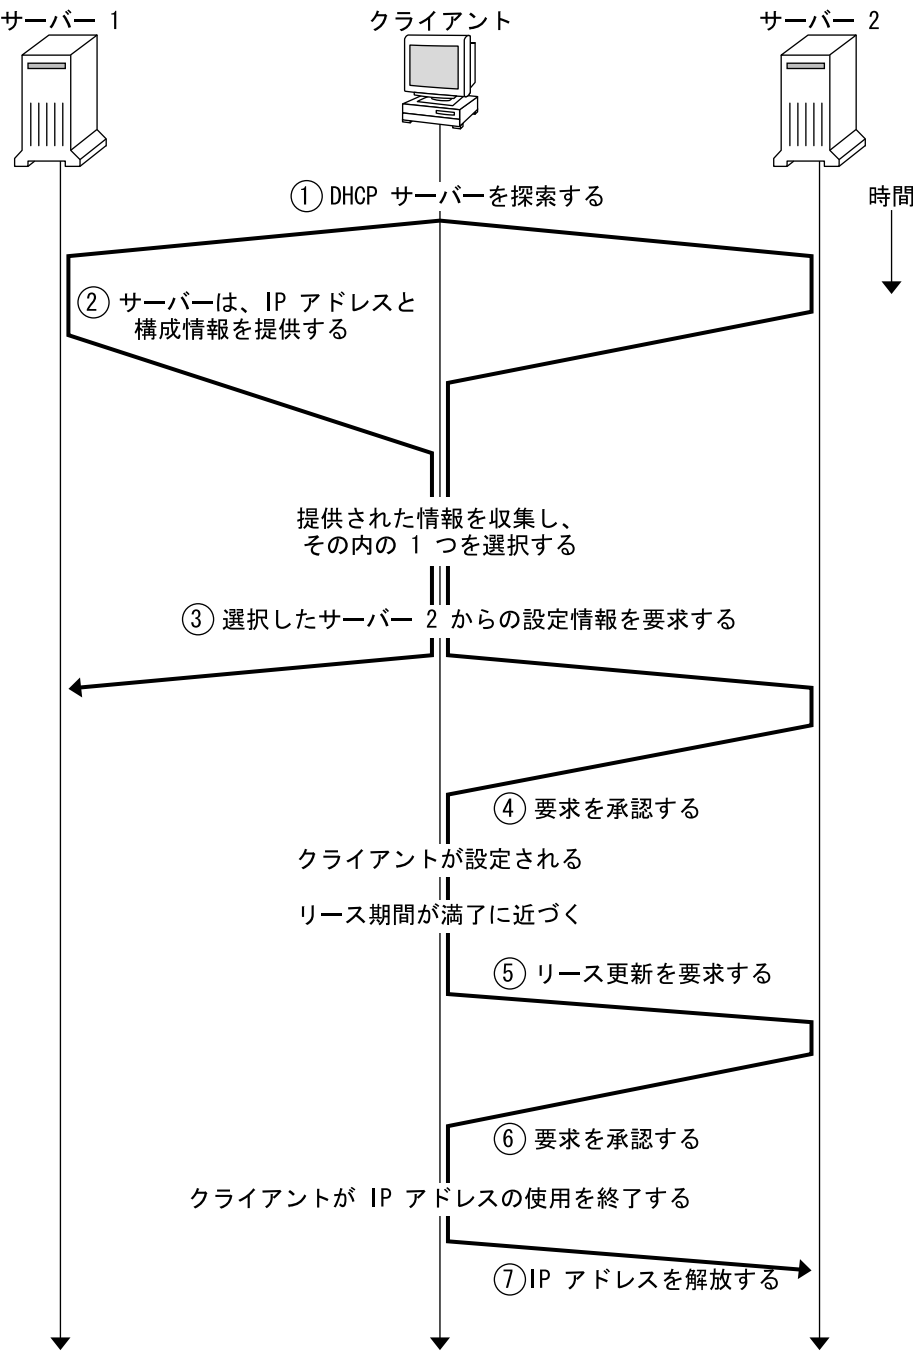 サーバー 1
クライアント
サーバー 2
① DHCP サーバーを探索する
時間
② サーバーは、IP アドレスと
構成情報を提供する
提供された情報を収集し、
その内の 1 つを選択する
③ 選択したサーバー 2 からの設定情報を要求する
④ 要求を承認する
クライアントが設定される
リース期間が満了に近づく
⑤ リース更新を要求する
⑥ 要求を承認する
クライアントが IP アドレスの使用を終了する
⑦ IP アドレスを解放する